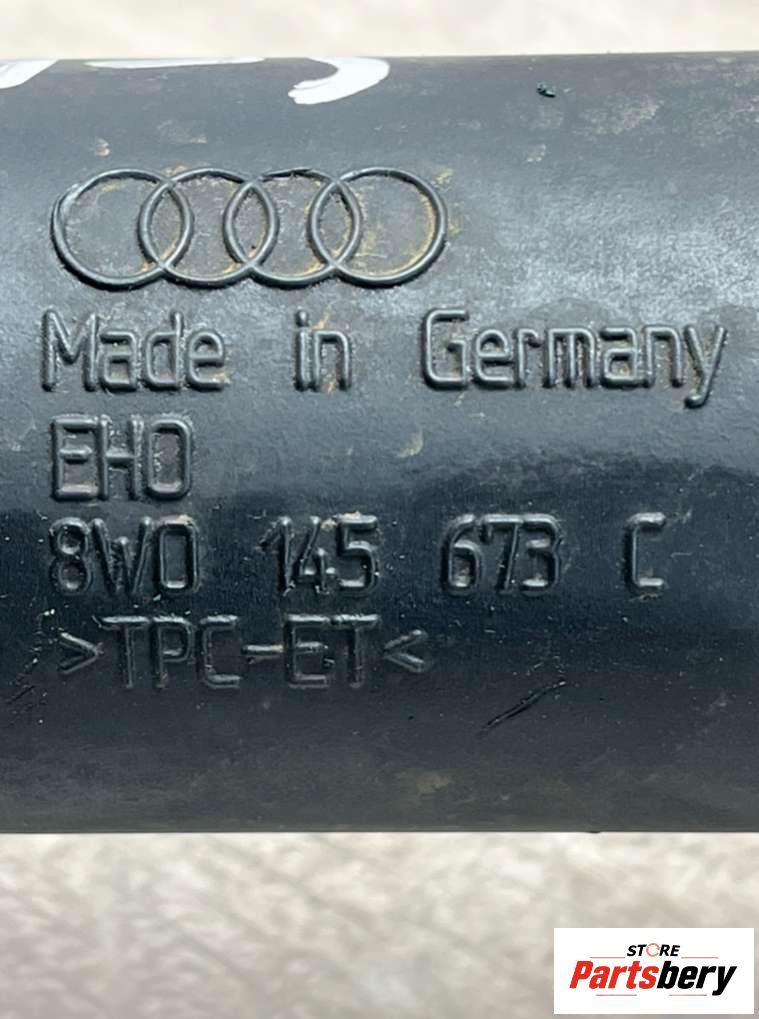 Made in Germany
EHO
8W0 145 673 C
>TPC-ET<
STORE
Partsbery